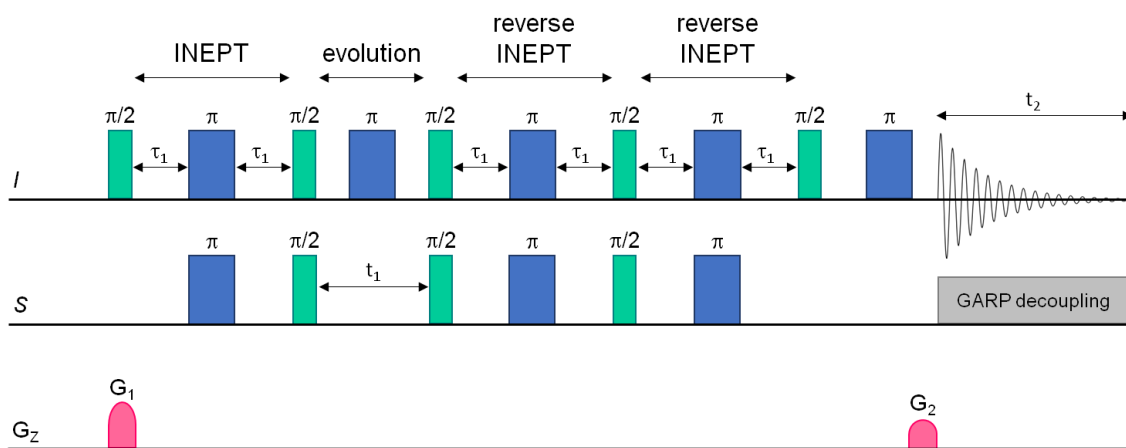 reverse reverse
INEPT evolution INEPT INEPT
π/2 π π/2 π π/2 π π/2 π π/2 π t₂
I τ₁ τ₁ τ₁ τ₁ τ₁ τ₁
π π/2 π/2 π π/2 π
S t₁ GARP decoupling
G₁ G₂
G_Z